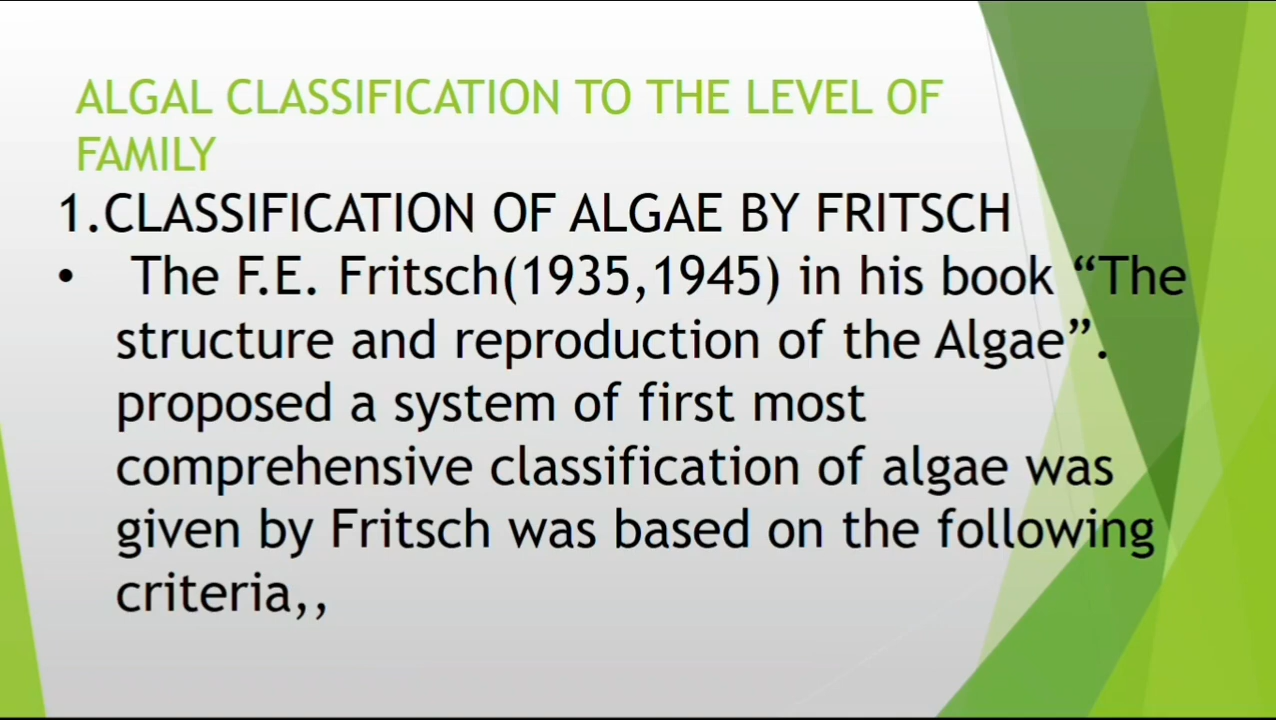 ALGAL CLASSIFICATION TO THE LEVEL OF
FAMILY
1.CLASSIFICATION OF ALGAE BY FRITSCH
• The F.E. Fritsch(1935,1945) in his book “The
structure and reproduction of the Algae”.
proposed a system of first most
comprehensive classification of algae was
given by Fritsch was based on the following
criteria,,